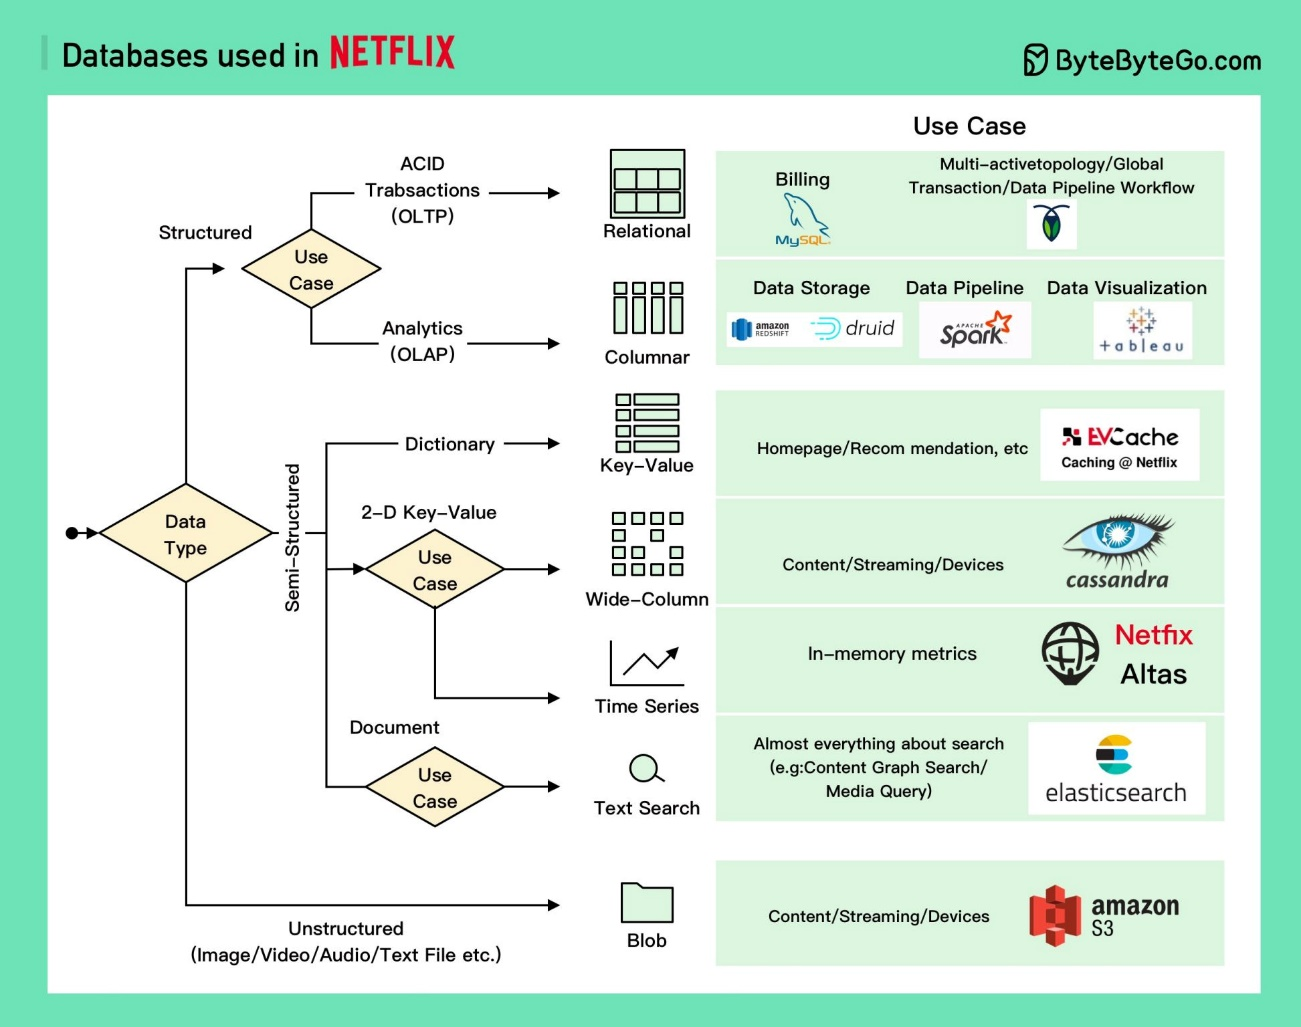 Databases used in NETFLIX
ByteByteGo.com
Use Case
ACID
Trabsactions
(OLTP)
Structured
Use
Case
Analytics
(OLAP)
Relational
Billing
MySQL
Multi-activetopology/Global
Transaction/Data Pipeline Workflow
Columnar
Data Storage
amazon
REDSHIFT
druid
Data Pipeline
APACHE
Spark
Data Visualization
+ a b l e a u
Data
Type
Semi-Structured
Dictionary
Key-Value
Homepage/Recom mendation, etc
EVCache
Caching @ Netflix
2-D Key-Value
Use
Case
Wide-Column
Content/Streaming/Devices
cassandra
Time Series
In-memory metrics
Netfix
Altas
Document
Use
Case
Text Search
Almost everything about search
(e.g:Content Graph Search/
Media Query)
elasticsearch
Unstructured
(Image/Video/Audio/Text File etc.)
Blob
Content/Streaming/Devices
amazon
S3